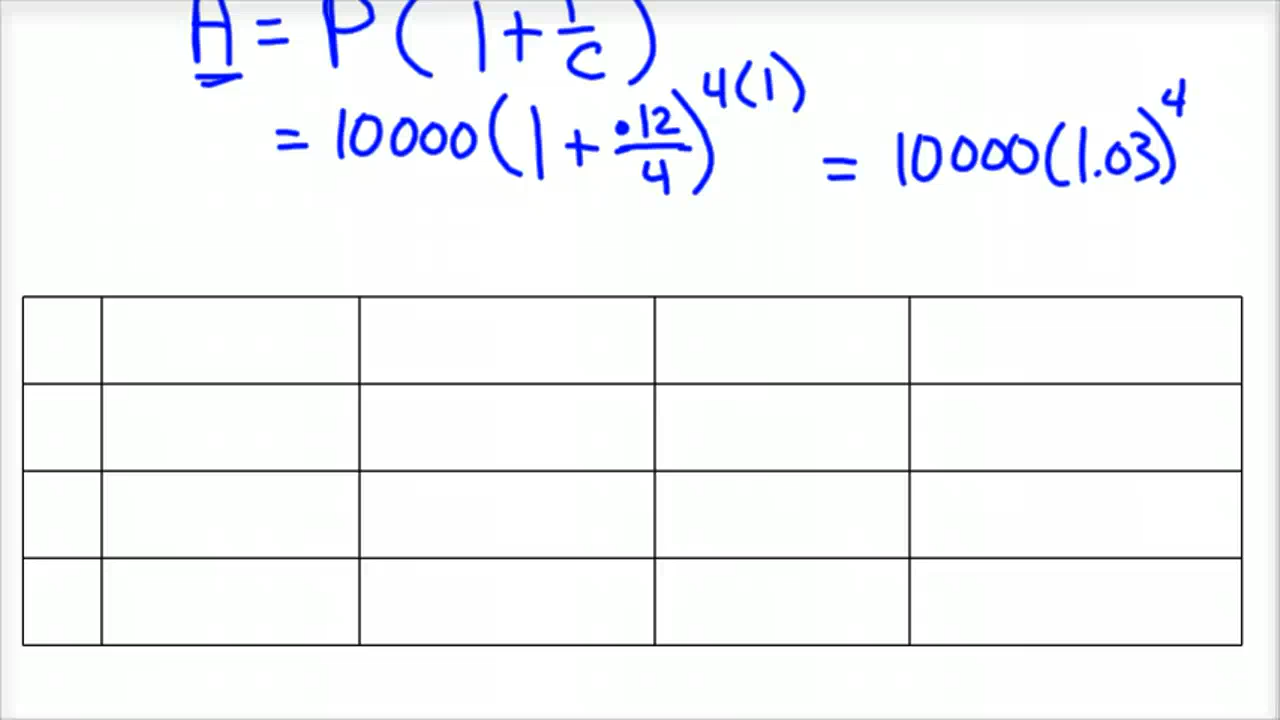 A = P(1 + /c)
= 10000(1 + .12/4)^4(1) = 10000(1.03)^4